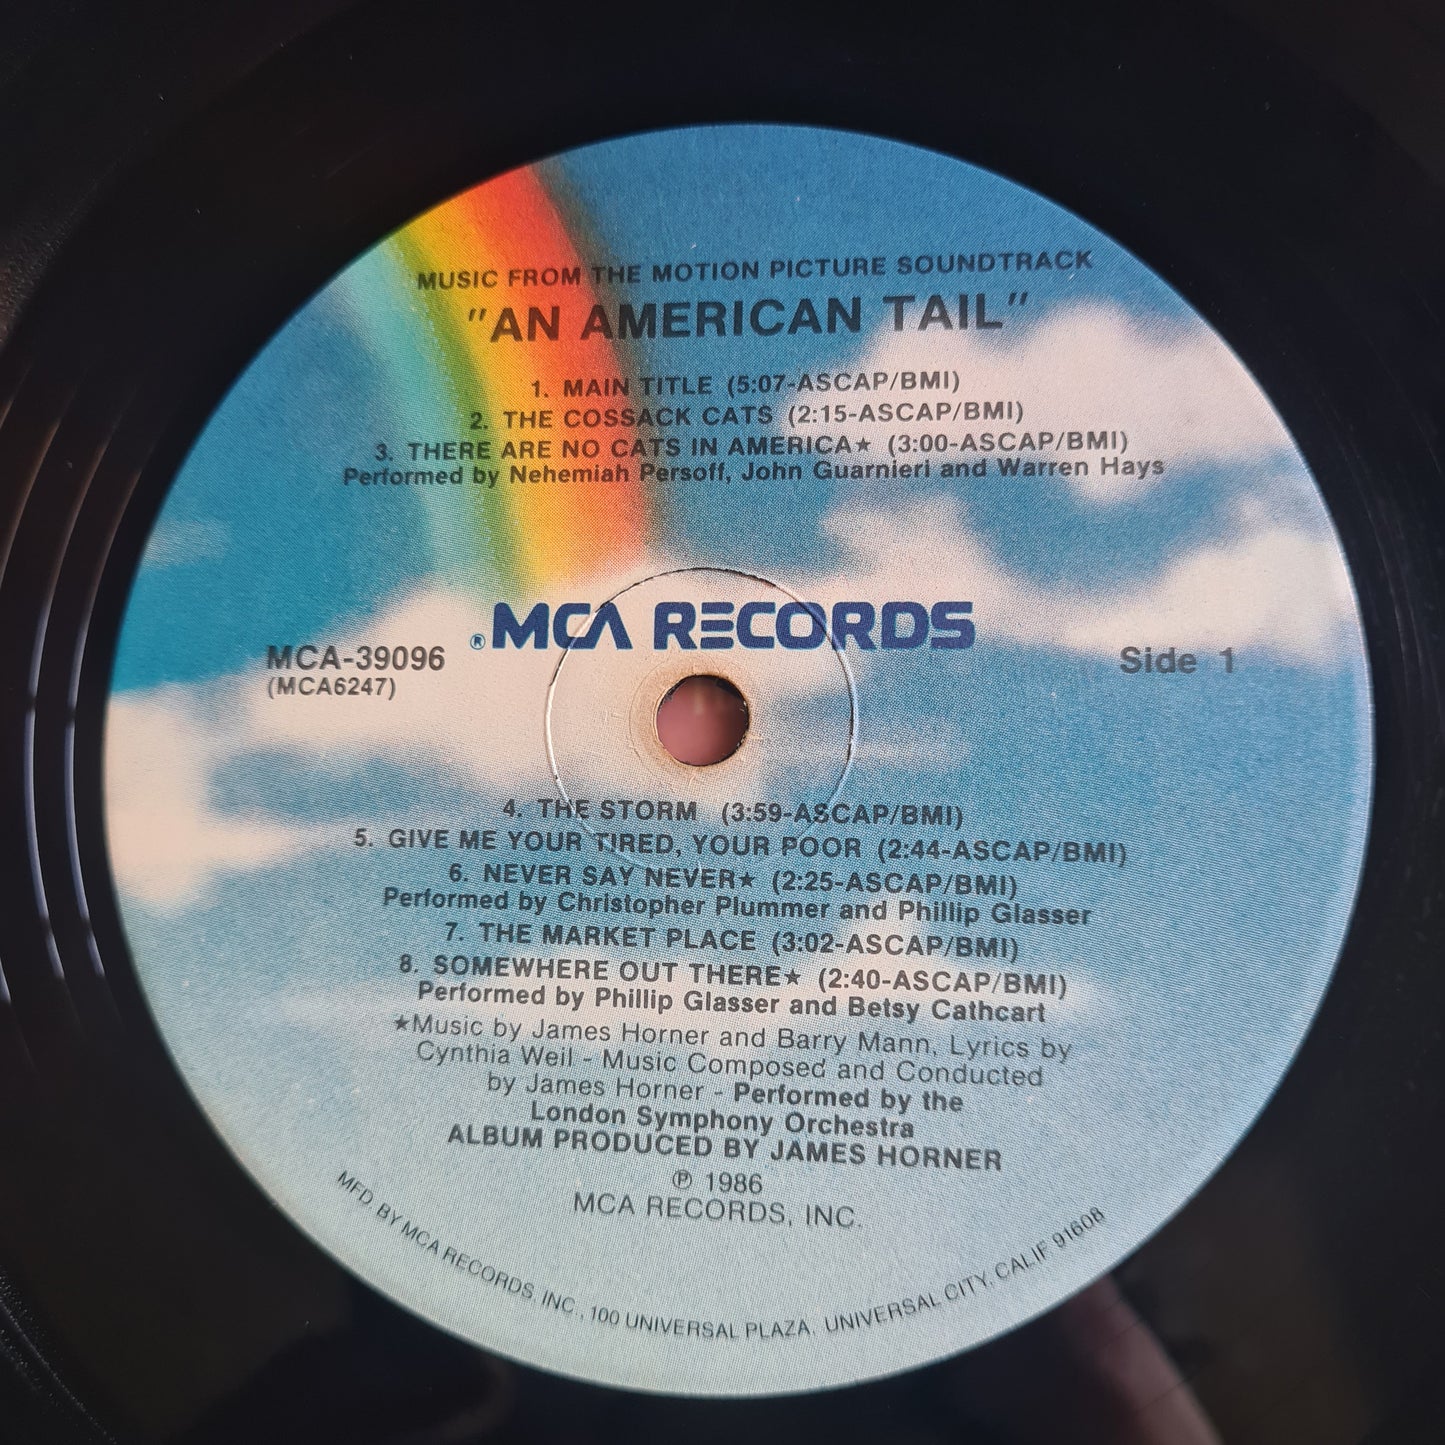 MUSIC FROM THE MOTION PICTURE SOUNDTRACK
"AN AMERICAN TAIL"
1. MAIN TITLE (5:07-ASCAP/BMI)
2. THE COSSACK CATS (2:15-ASCAP/BMI)
3. THERE ARE NO CATS IN AMERICA★ (3:00-ASCAP/BMI)
Performed by Nehemiah Persoff, John Guarnieri and Warren Hays
® MCA RECORDS
MCA-39096
(MCA6247)
Side 1
4. THE STORM (3:59-ASCAP/BMI)
5. GIVE ME YOUR TIRED, YOUR POOR (2:44-ASCAP/BMI)
6. NEVER SAY NEVER★ (2:25-ASCAP/BMI)
Performed by Christopher Plummer and Phillip Glasser
7. THE MARKET PLACE (3:02-ASCAP/BMI)
8. SOMEWHERE OUT THERE★ (2:40-ASCAP/BMI)
Performed by Phillip Glasser and Betsy Cathcart
★Music by James Horner and Barry Mann, Lyrics by
Cynthia Weil - Music Composed and Conducted
by James Horner - Performed by the
London Symphony Orchestra
ALBUM PRODUCED BY JAMES HORNER
℗ 1986
MCA RECORDS, INC.
MFD. BY MCA RECORDS, INC., 100 UNIVERSAL PLAZA, UNIVERSAL CITY, CALIF 91608